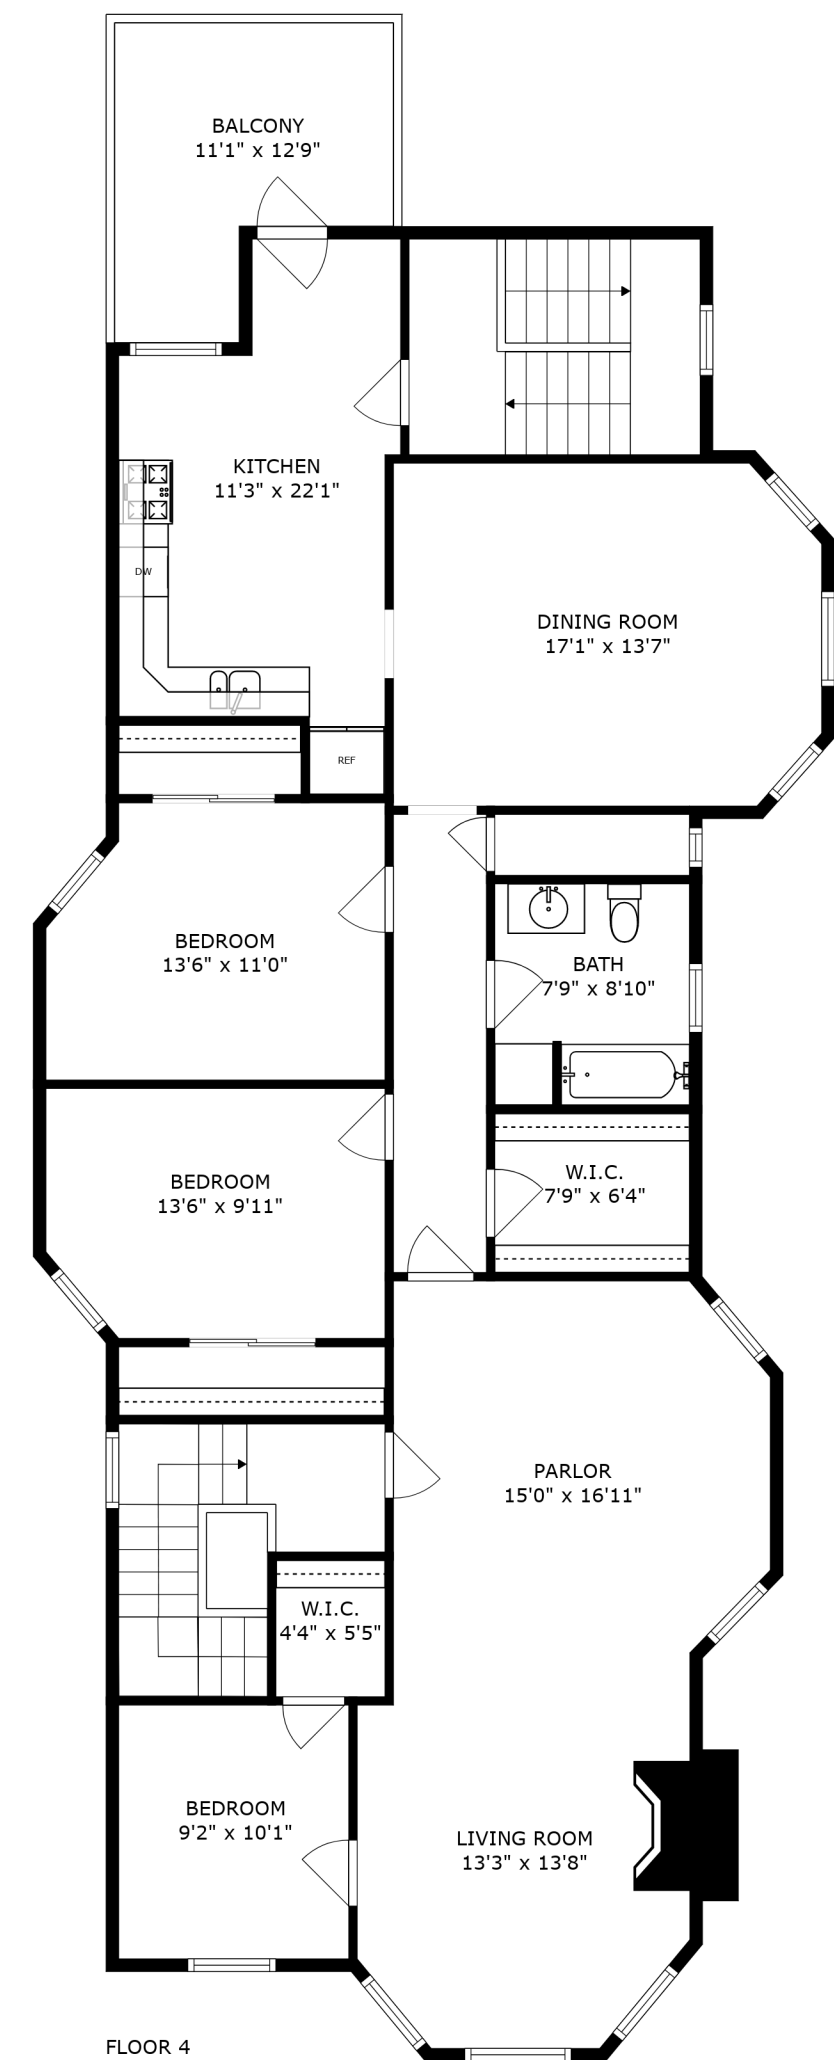 BALCONY
11'1" x 12'9"
KITCHEN
11'3" x 22'1"
DW
REF
DINING ROOM
17'1" x 13'7"
BEDROOM
13'6" x 11'0"
BATH
7'9" x 8'10"
BEDROOM
13'6" x 9'11"
W.I.C.
7'9" x 6'4"
PARLOR
15'0" x 16'11"
W.I.C.
4'4" x 5'5"
BEDROOM
9'2" x 10'1"
LIVING ROOM
13'3" x 13'8"
FLOOR 4